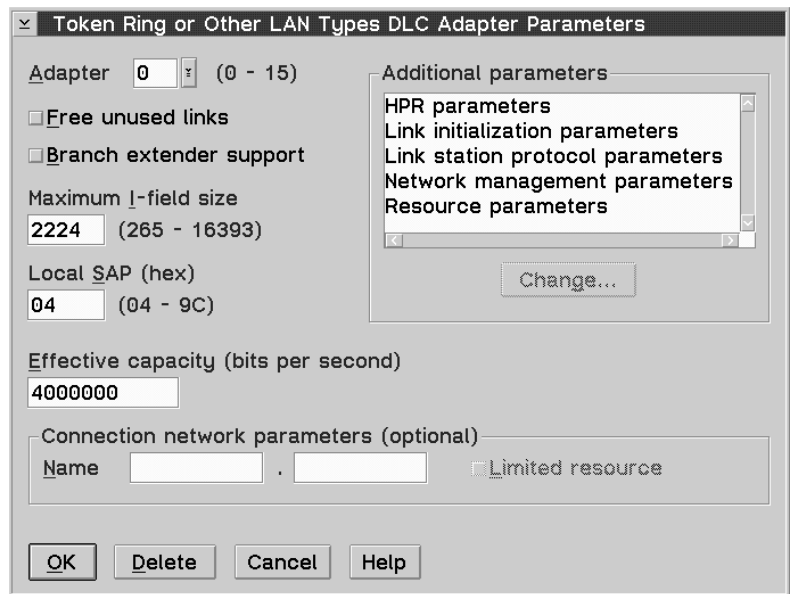 Token Ring or Other LAN Types DLC Adapter Parameters
Adapter 0 (0 - 15)
Free unused links
Branch extender support
Maximum I-field size
2224 (265 - 16393)
Local SAP (hex)
04 (04 - 9C)
Additional parameters
HPR parameters
Link initialization parameters
Link station protocol parameters
Network management parameters
Resource parameters
Change...
Effective capacity (bits per second)
4000000
Connection network parameters (optional)
Name . Limited resource
OK Delete Cancel Help